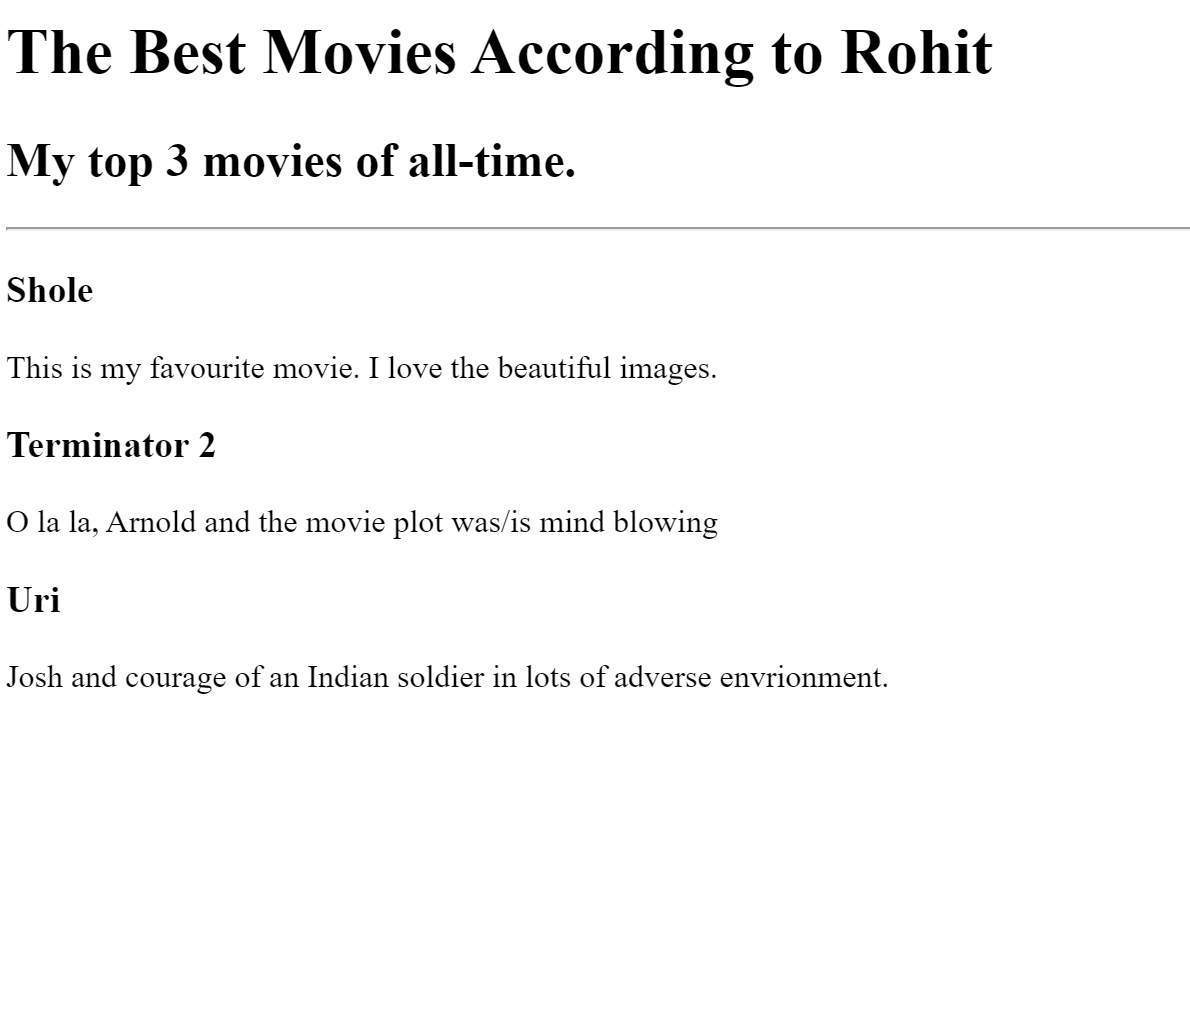 The Best Movies According to Rohit
My top 3 movies of all-time.
Shole
This is my favourite movie. I love the beautiful images.
Terminator 2
O la la, Arnold and the movie plot was/is mind blowing
Uri
Josh and courage of an Indian soldier in lots of adverse envrionment.